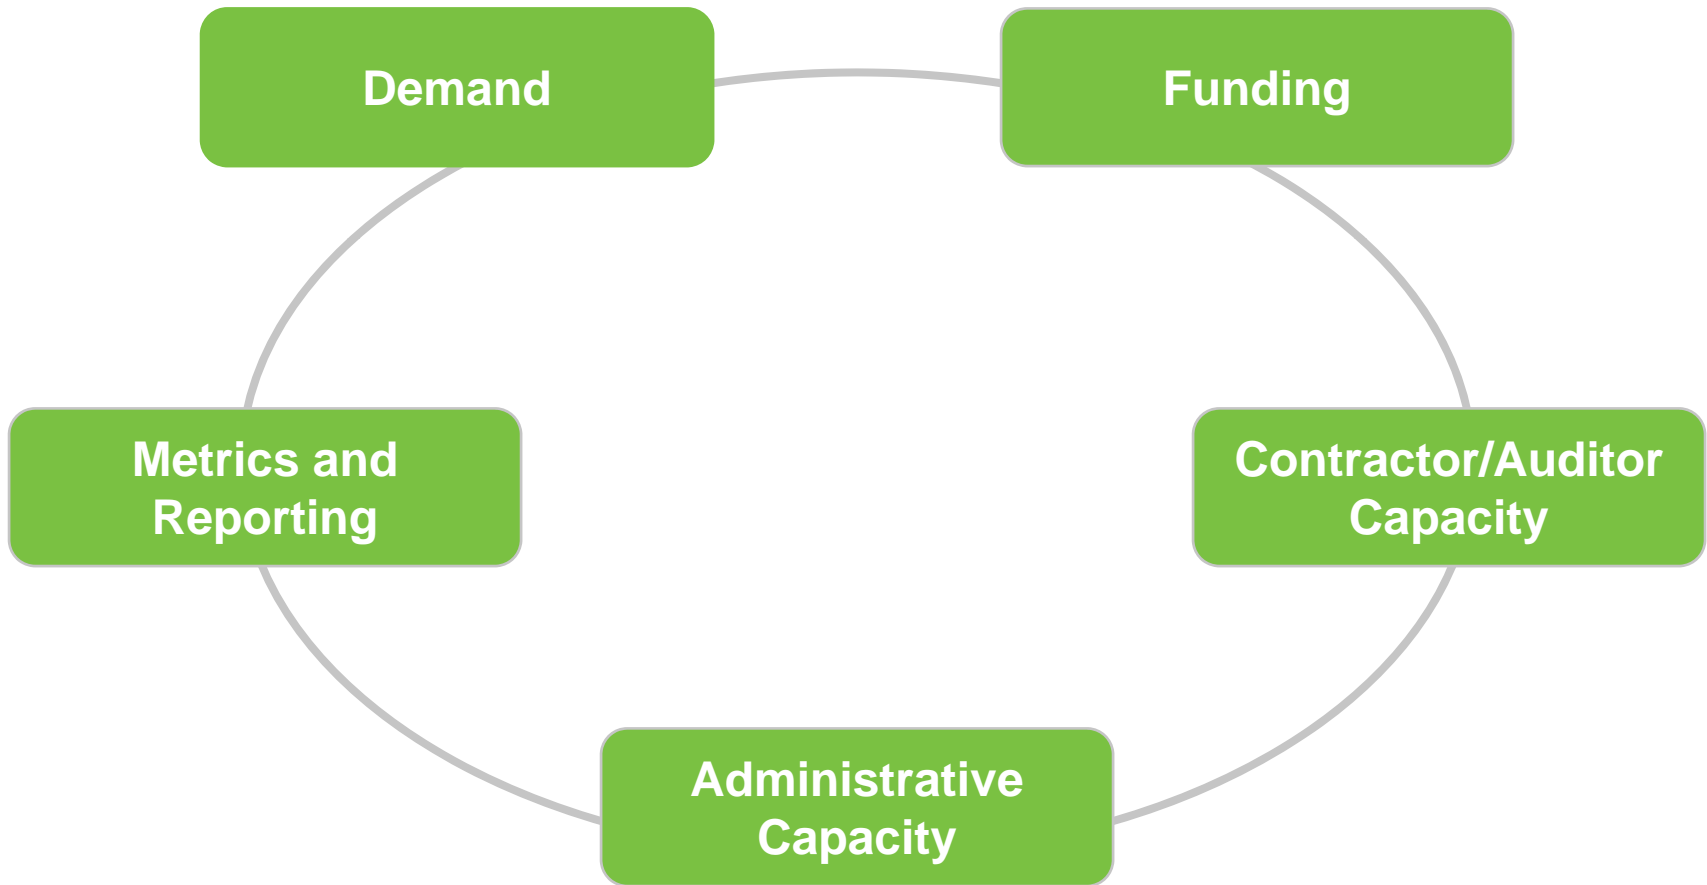 Demand
Funding
Metrics and
Reporting
Contractor/Auditor
Capacity
Administrative
Capacity